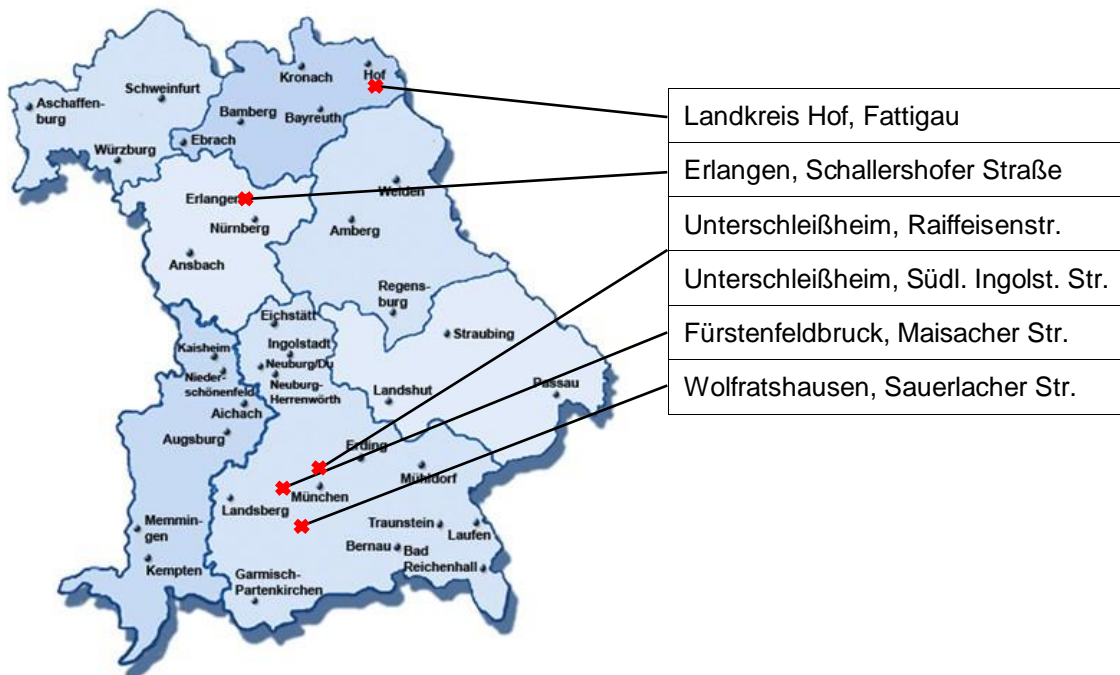 Kronach
Hof
Schweinfurt
Aschaffen-
burg
Bamberg
Bayreuth
Ebrach
Würzburg
Erlangen
Weiden
Nürnberg
Amberg
Ansbach
Regens-
burg
Eichstätt
Straubing
Ingolstadt
Kaisheim
Neuburg/Du
Nieder-
schönenfeld
Neuburg-
Herrenwörth
Landshut
Passau
Aichach
Augsburg
Erding
Mühldorf
München
Landsberg
Memmin-
gen
Traunstein
Laufen
Bernau
Bad
Reichenhall
Kempten
Garmisch-
Partenkirchen
Landkreis Hof, Fattigau
Erlangen, Schallershofer Straße
Unterschleißheim, Raiffeisenstr.
Unterschleißheim, Südl. Ingolst. Str.
Fürstenfeldbruck, Maisacher Str.
Wolfratshausen, Sauerlacher Str.